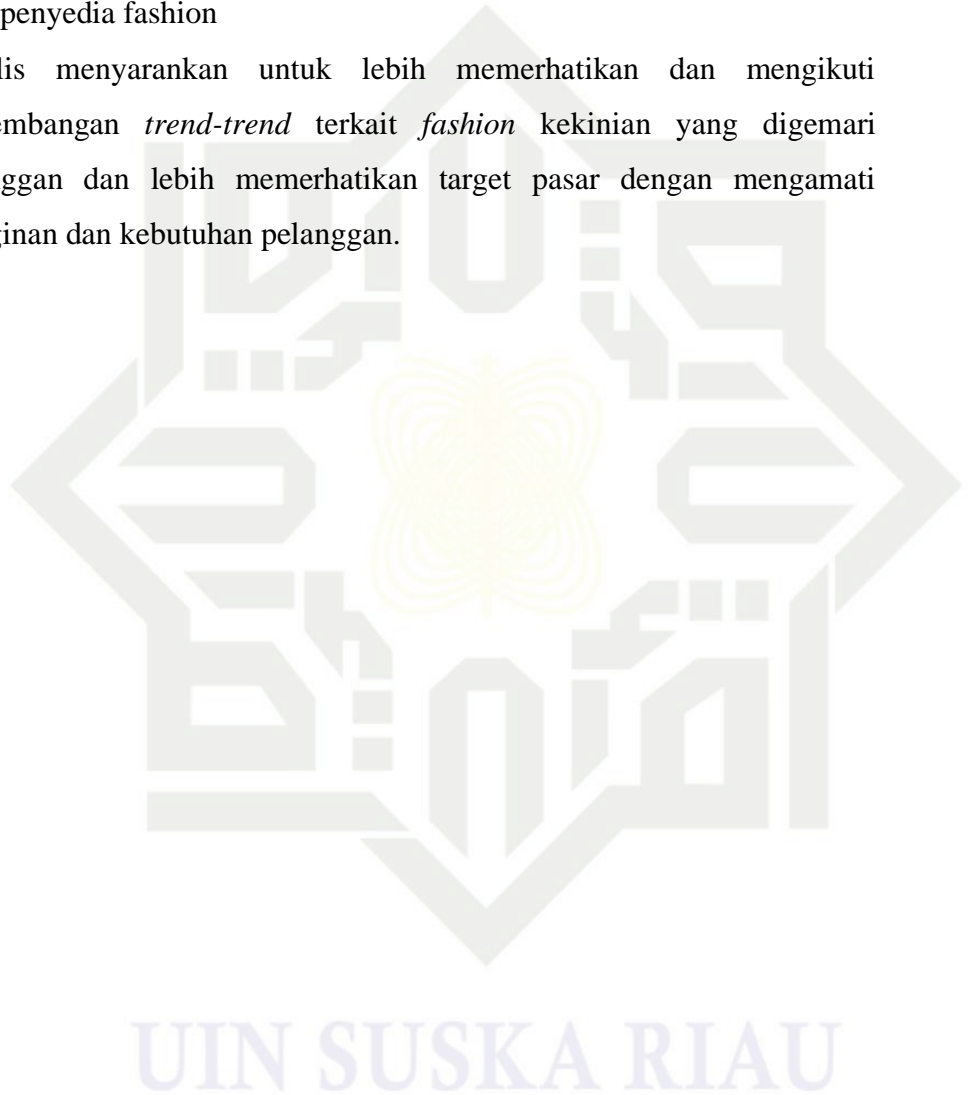 penyedia fashion
lis menyarankan untuk lebih memerhatikan dan mengikuti
embangan trend-trend terkait fashion kekinian yang digemari
ggan dan lebih memerhatikan target pasar dengan mengamati
ginan dan kebutuhan pelanggan.
UIN SUSKA RIAU